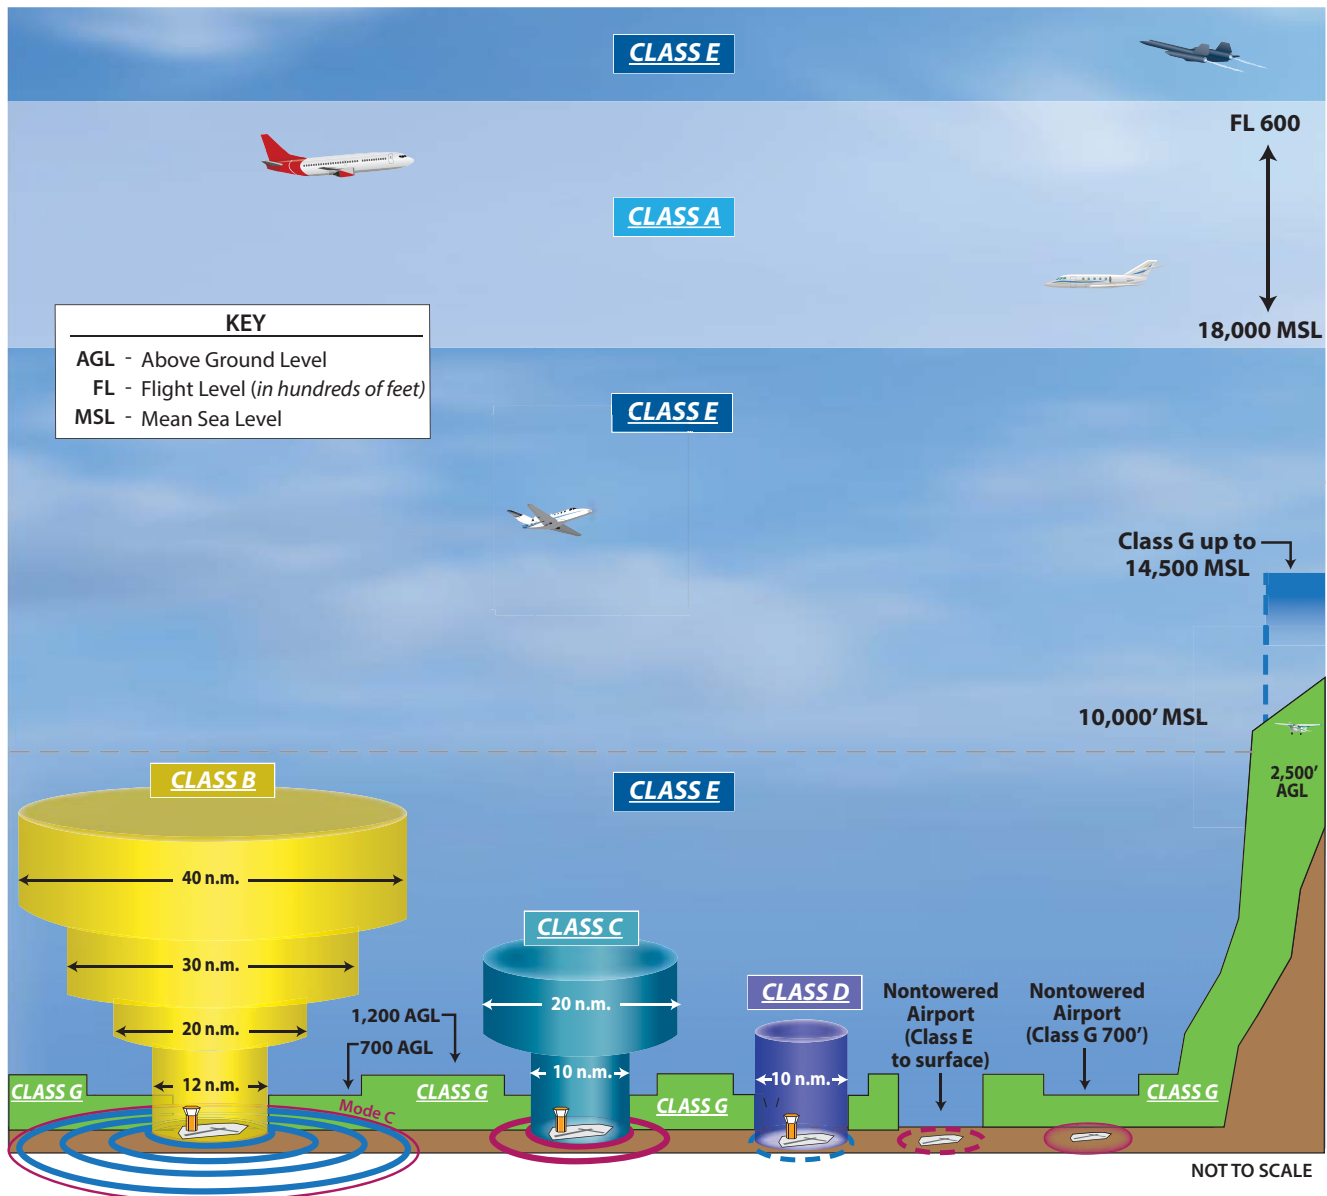 CLASS E
FL 600
CLASS A
18,000 MSL
KEY
AGL - Above Ground Level
FL - Flight Level (in hundreds of feet)
MSL - Mean Sea Level
CLASS E
Class G up to
14,500 MSL
10,000’ MSL
2,500’
AGL
CLASS B
CLASS E
40 n.m.
30 n.m.
20 n.m.
12 n.m.
CLASS C
20 n.m.
10 n.m.
CLASS D
10 n.m.
Nontowered
Airport
(Class E
to surface)
Nontowered
Airport
(Class G 700’)
1,200 AGL
700 AGL
CLASS G
CLASS G
CLASS G
CLASS G
Mode C
NOT TO SCALE